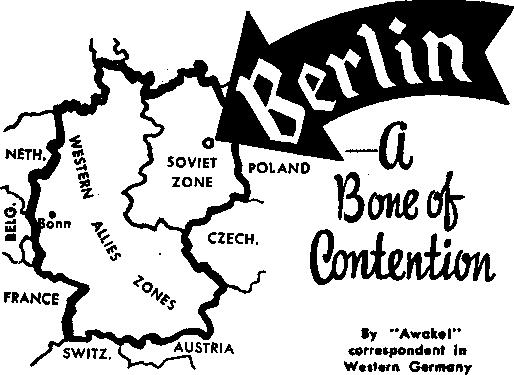 Berlin
—A
Bone of
Contention
By "Awake!"
correspondent in
Western Germany
NETH.
BELG.
Bonn
FRANCE
SWITZ.
AUSTRIA
CZECH.
POLAND
SOVIET
ZONE
WESTERN
ALLIES
ZONES